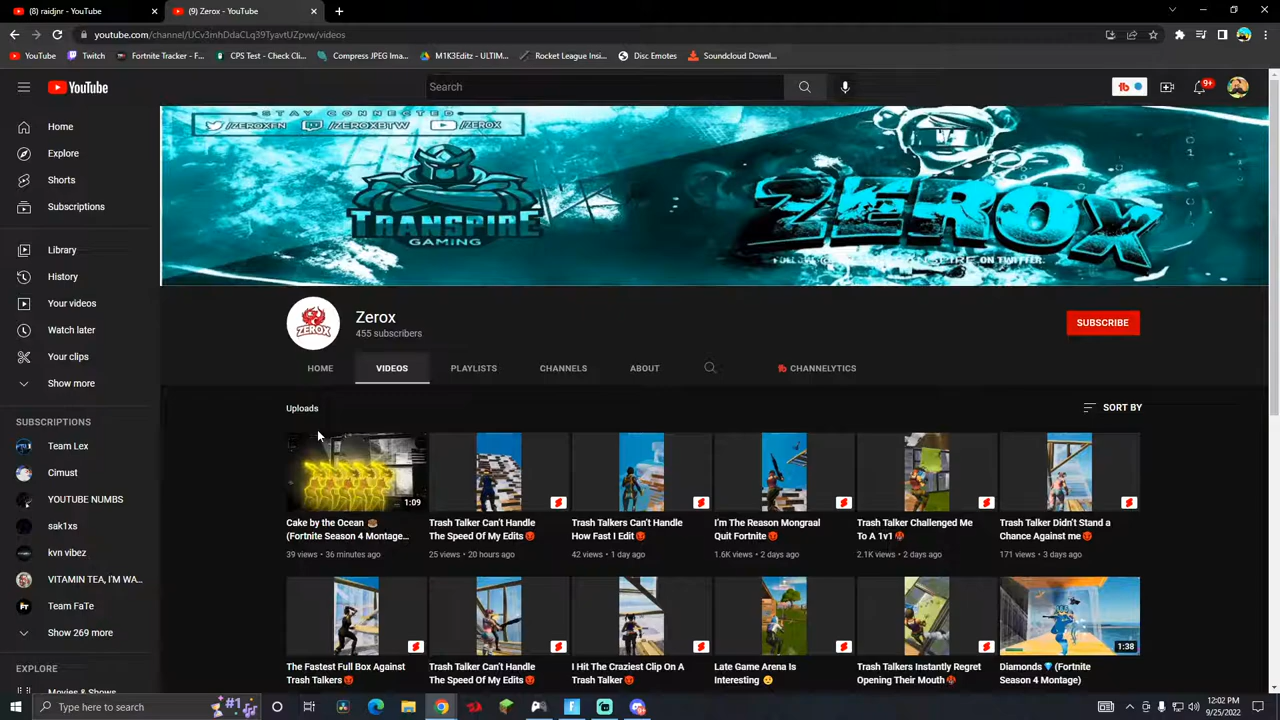 (8) raidjnr - YouTube
(9) Zerox - YouTube
youtube.com/channel/UCv3mhDdaCLq39TyavtUZpvw/videos
YouTube
Twitch
Fortnite Tracker - F...
CPS Test - Check Cli...
Compress JPEG Ima...
M1K3Editz - ULTIM...
Rocket League Insi...
Disc Emotes
Soundcloud Down...
YouTube
Search
9+
Home
Explore
Shorts
Subscriptions
Library
History
Your videos
Watch later
Your clips
Show more
SUBSCRIPTIONS
Team Lex
Cimust
YOUTUBE NUMBS
sak1xs
kvn vibez
VITAMIN TEA, I'M WA...
Team FaTe
Show 269 more
EXPLORE
Movies & Shows
STAY CONNECTED
/ZEROXFN /ZEROXBTW /ZEROX
TRANSPIRE
GAMING
ZEROX
ON TWITTER.
ZEROX
Zerox
455 subscribers
SUBSCRIBE
HOME
VIDEOS
PLAYLISTS
CHANNELS
ABOUT
CHANNELYTICS
Uploads
SORT BY
1:09
Cake by the Ocean
(Fortnite Season 4 Montage...
39 views • 36 minutes ago
Trash Talker Can't Handle
The Speed Of My Edits
25 views • 20 hours ago
Trash Talkers Can't Handle
How Fast I Edit
42 views • 1 day ago
I'm The Reason Mongraal
Quit Fortnite
1.6K views • 2 days ago
Trash Talker Challenged Me
To A 1v1
2.1K views • 2 days ago
Trash Talker Didn't Stand a
Chance Against me
171 views • 3 days ago
The Fastest Full Box Against
Trash Talkers
Trash Talker Can't Handle
The Speed Of My Edits
I Hit The Craziest Clip On A
Trash Talker
Late Game Arena Is
Interesting
Trash Talkers Instantly Regret
Opening Their Mouth
1:38
Diamonds 💎 (Fortnite
Season 4 Montage)
Type here to search
#1
12:02 PM
9/25/2022